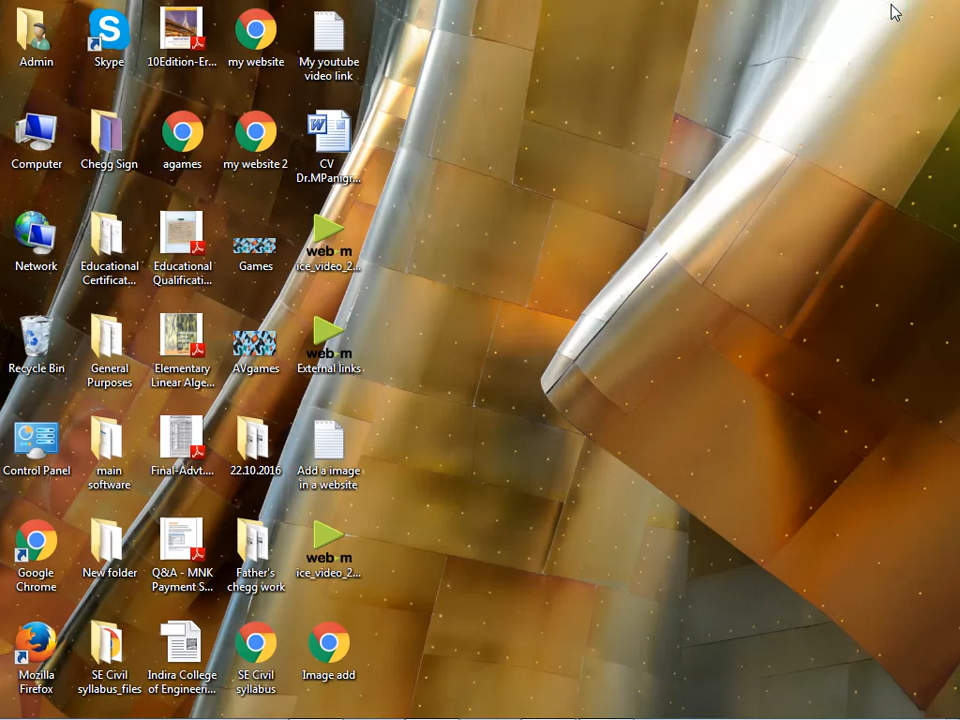 Admin
Skype
10Edition-Er...
my website
My youtube
video link
Computer
Chegg Sign
agames
my website 2
W
CV
Dr.MPanigr...
Network
Educational
Certificat...
Educational
Qualificati...
Games
web m
ice_video_2...
Recycle Bin
General
Purposes
Elementary
Linear Alge...
AVgames
web m
External links
Control Panel
main
software
Final-Advt....
22.10.2016
Add a image
in a website
Google
Chrome
New folder
Q&A - MNK
Payment S...
Father's
chegg work
web m
ice_video_2...
Mozilla
Firefox
SE Civil
syllabus_files
Indira College
of Engineeri...
SE Civil
syllabus
Image add